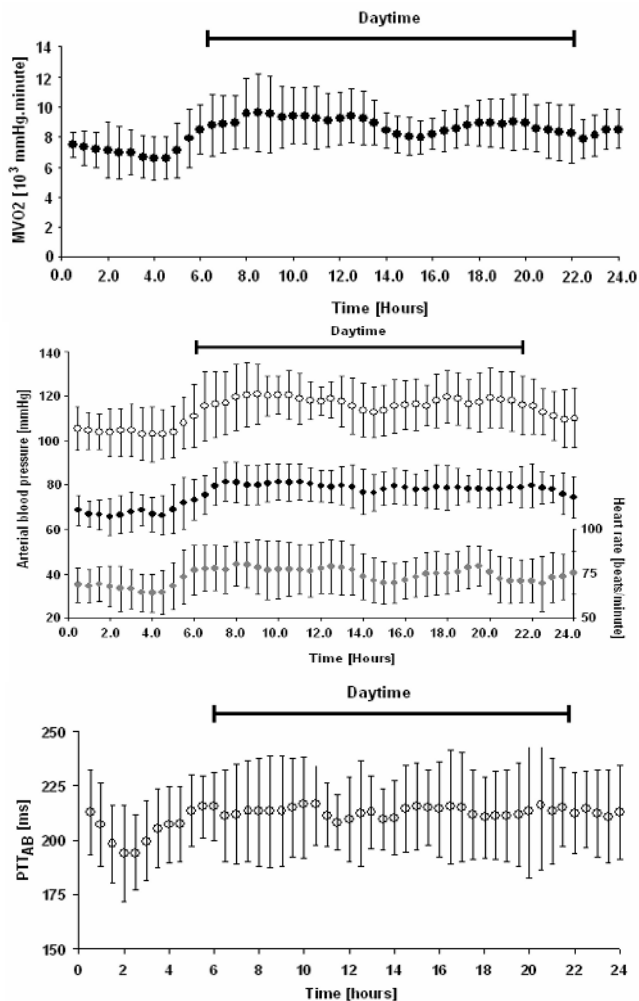 Daytime
14
12
10
8
6
4
2
0
MVO2 [10³ mmHg.minute]
0.0 2.0 4.0 6.0 8.0 10.0 12.0 14.0 16.0 18.0 20.0 22.0 24.0
Time [Hours]
Daytime
140
120
100
80
60
40
20
Arterial blood pressure [mmHg]
100
75
50
Heart rate [beats/minute]
0.0 2.0 4.0 6.0 8.0 10.0 12.0 14.0 16.0 18.0 20.0 22.0 24.0
Time [Hours]
Daytime
250
225
200
175
150
PTTAB [ms]
0 2 4 6 8 10 12 14 16 18 20 22 24
Time [hours]